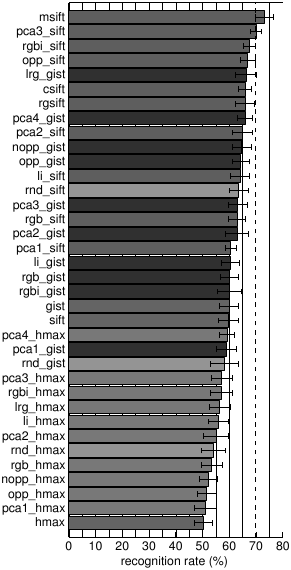 msift
pca3_sift
rgbi_sift
opp_sift
lrg_gist
csift
rgsift
pca4_gist
pca2_sift
nopp_gist
opp_gist
li_sift
rnd_sift
pca3_gist
rgb_sift
pca2_gist
pca1_sift
li_gist
rgb_gist
rgbi_gist
gist
sift
pca4_hmax
pca1_gist
rnd_gist
pca3_hmax
rgbi_hmax
lrg_hmax
li_hmax
pca2_hmax
rnd_hmax
rgb_hmax
nopp_hmax
opp_hmax
pca1_hmax
hmax
0 10 20 30 40 50 60 70 80
recognition rate (%)